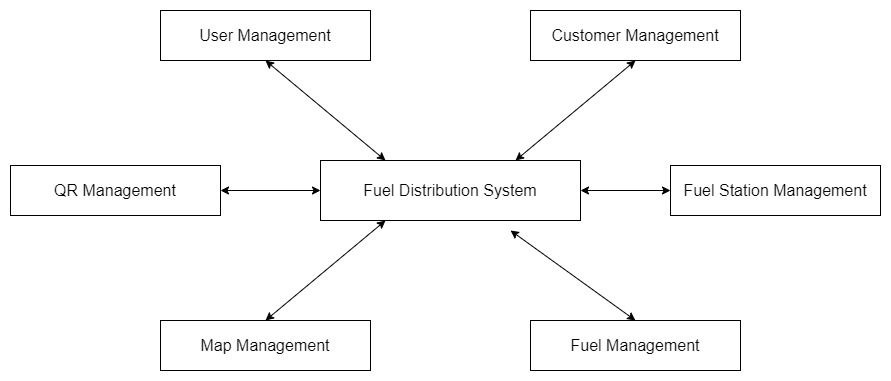 User Management
Customer Management
QR Management
Fuel Distribution System
Fuel Station Management
Map Management
Fuel Management